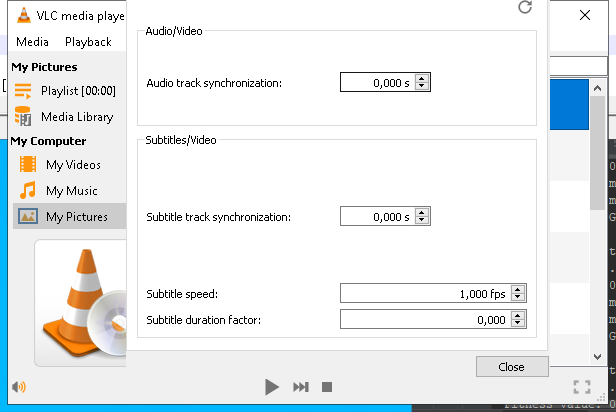 VLC media playe
Media Playback
My Pictures
Playlist [00:00]
Media Library
My Computer
My Videos
My Music
My Pictures
Audio/Video
Audio track synchronization: 0,000 s
Subtitles/Video
Subtitle track synchronization: 0,000 s
Subtitle speed: 1,000 fps
Subtitle duration factor: 0,000
Close